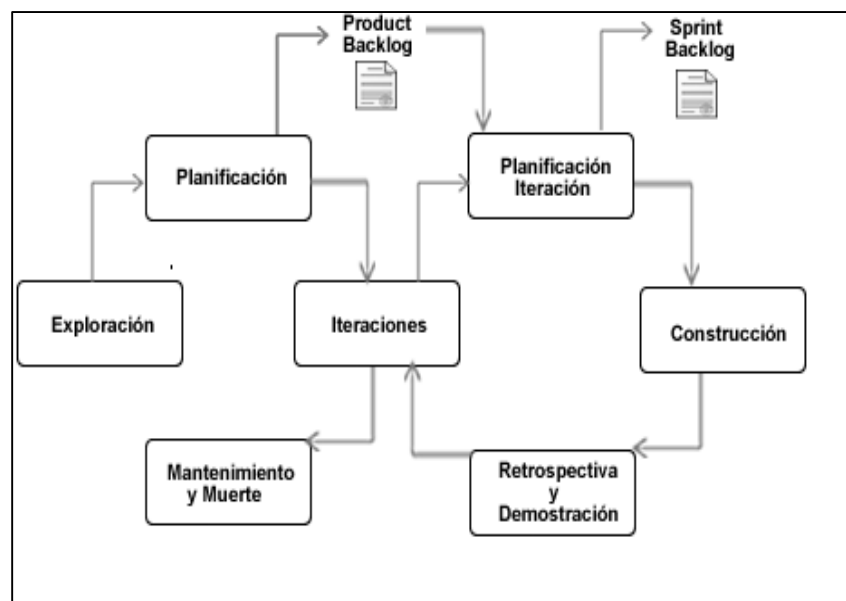 Product
Backlog
Sprint
Backlog
Planificación
Planificación
Iteración
Exploración
Iteraciones
Construcción
Mantenimiento
y Muerte
Retrospectiva
y
Demostración